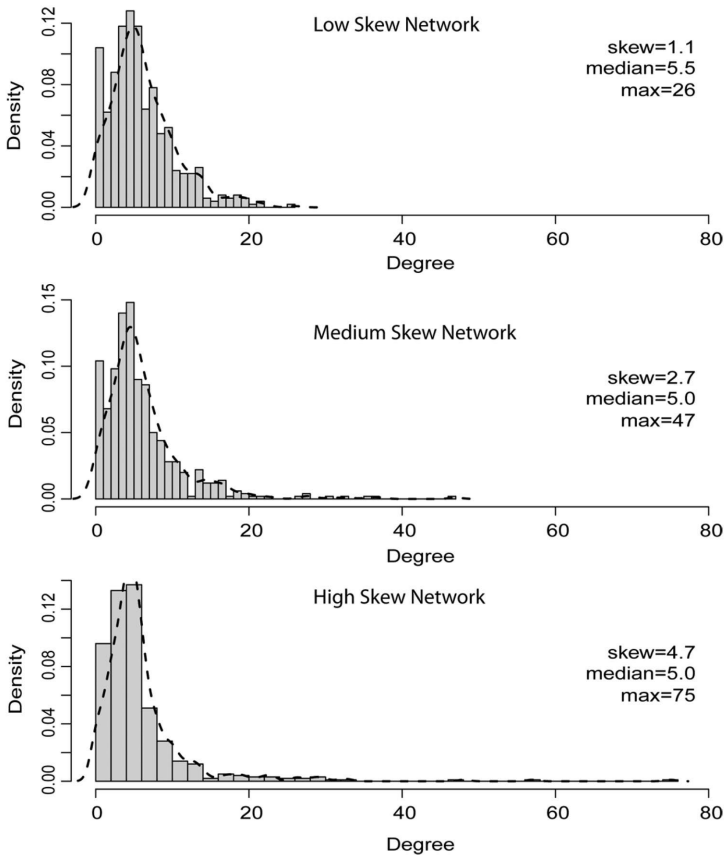 Low Skew Network
skew=1.1
median=5.5
max=26
Density
0.00 0.04 0.08 0.12
0 20 40 60 80
Degree
Medium Skew Network
skew=2.7
median=5.0
max=47
Density
0.00 0.05 0.10 0.15
0 20 40 60 80
Degree
High Skew Network
skew=4.7
median=5.0
max=75
Density
0.00 0.04 0.08 0.12
0 20 40 60 80
Degree